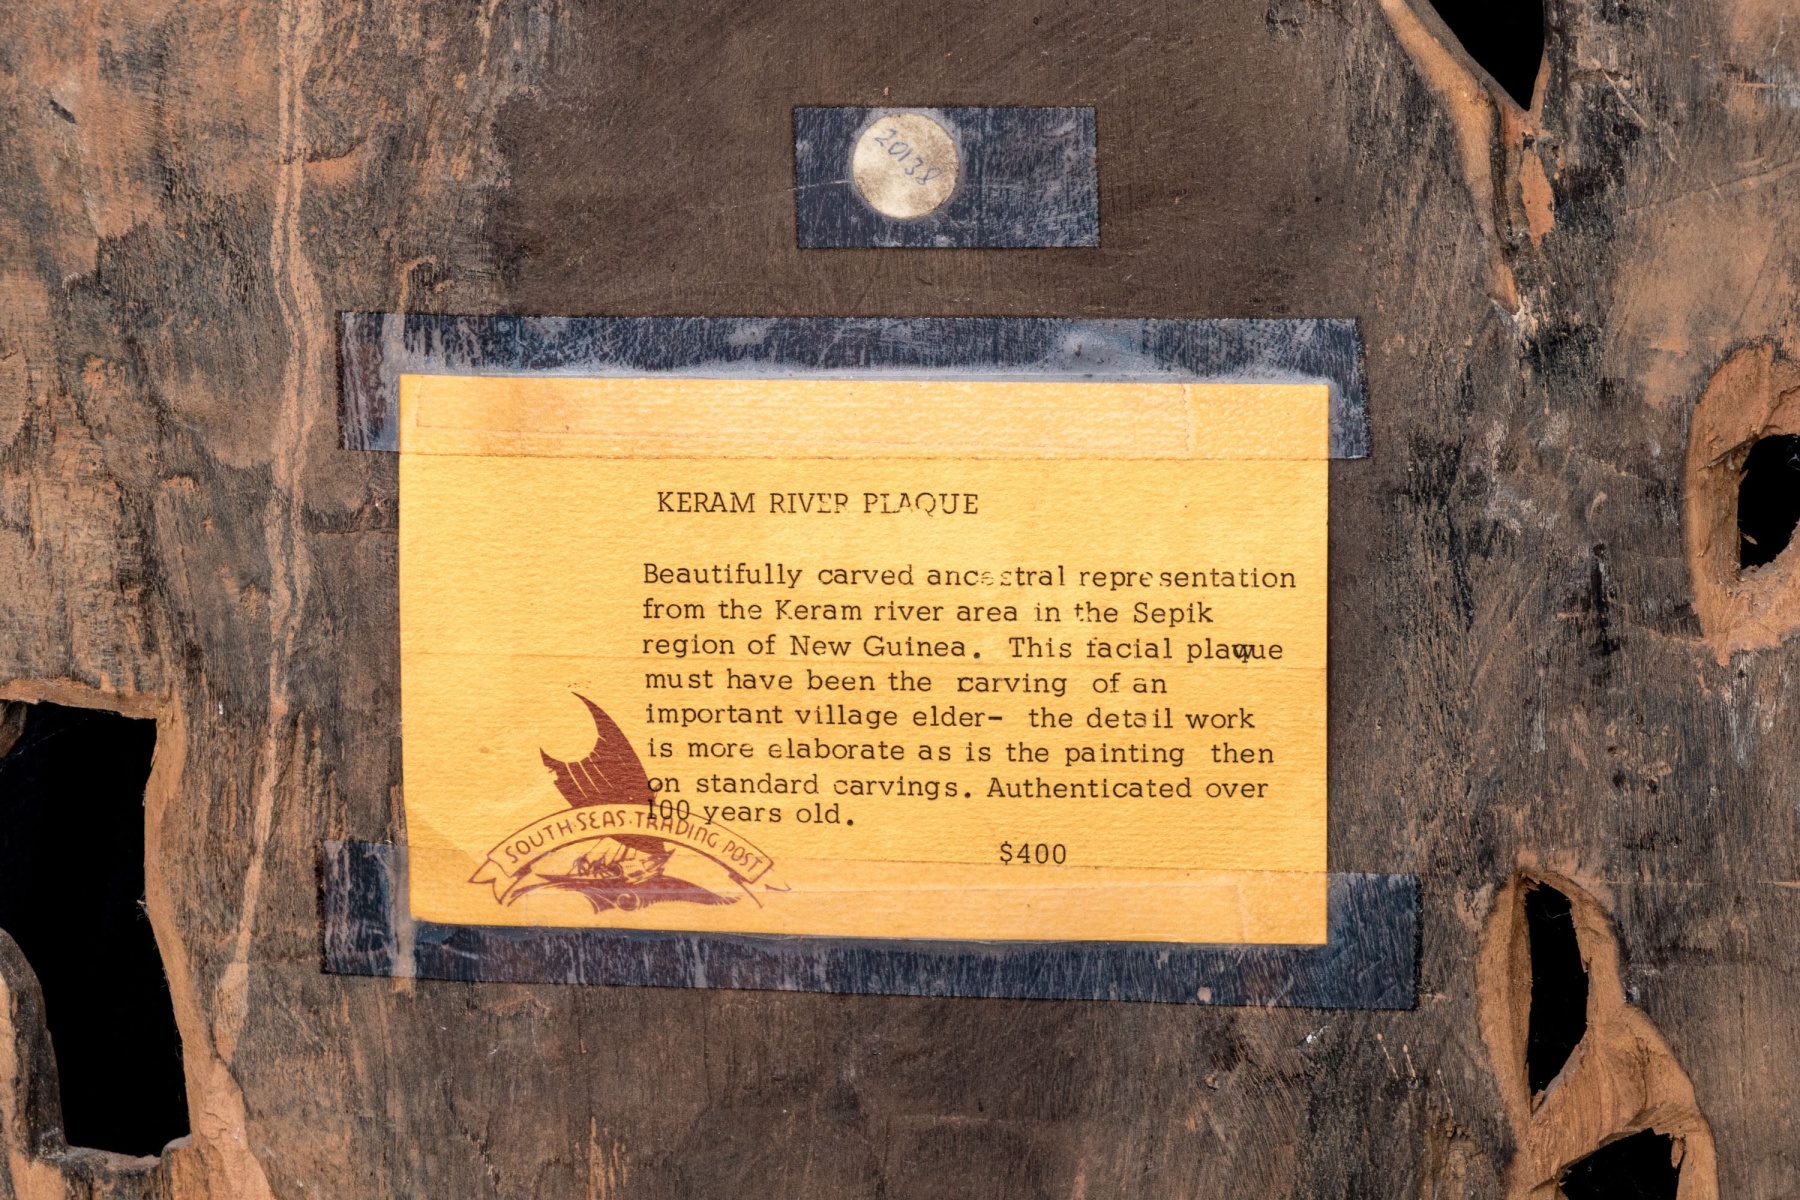 20138
KERAM RIVER PLAQUE
Beautifully carved ancestral representation
from the Keram river area in the Sepik
region of New Guinea. This facial plaque
must have been the carving of an
important village elder- the detail work
is more elaborate as is the painting then
on standard carvings. Authenticated over
100 years old.
SOUTH·SEAS·TRADING POST
$400